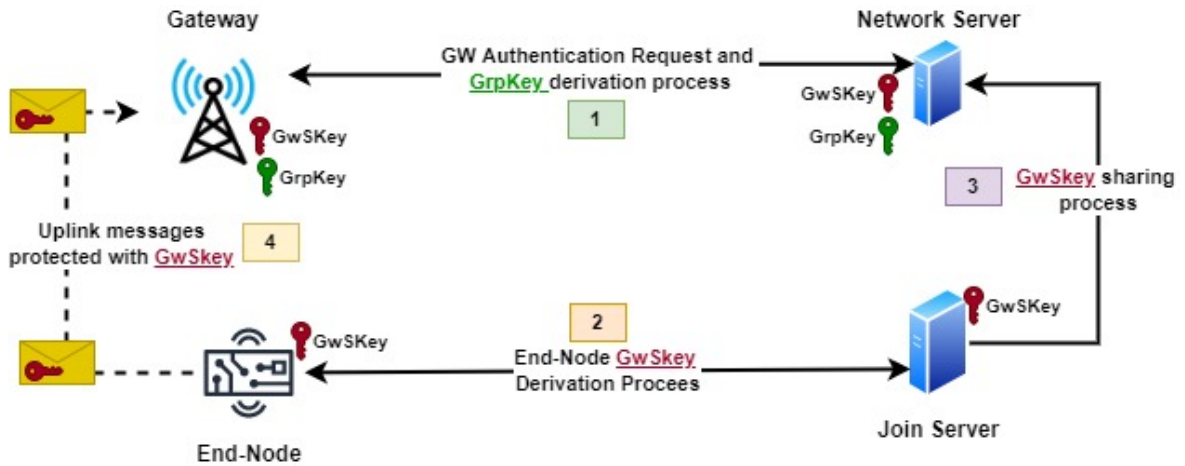 Gateway
Network Server
GW Authentication Request and
GrpKey derivation process
1
GwSKey
GrpKey
GwSKey
GrpKey
3
GwSkey sharing
process
Uplink messages
protected with GwSkey
4
2
End-Node GwSkey
Derivation Procees
GwSKey
GwSKey
End-Node
Join Server